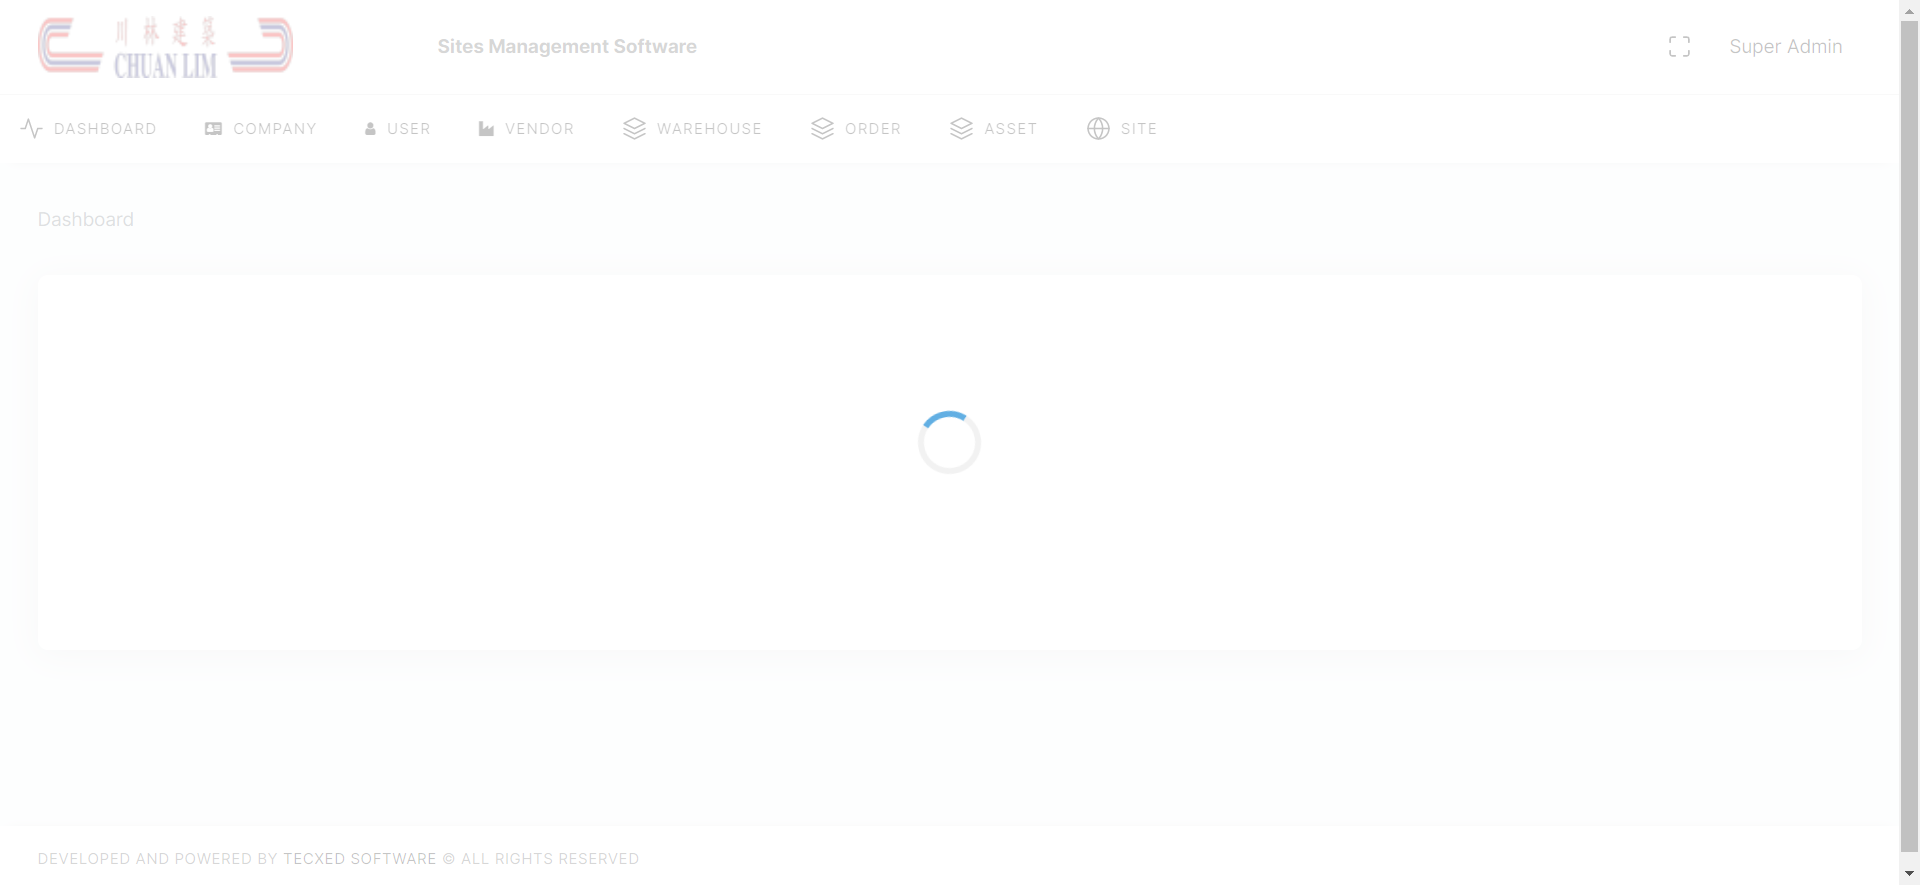 川林建築
CHUAN LIM
Sites Management Software
Super Admin
DASHBOARD
COMPANY
USER
VENDOR
WAREHOUSE
ORDER
ASSET
SITE
Dashboard
DEVELOPED AND POWERED BY TECXED SOFTWARE © ALL RIGHTS RESERVED